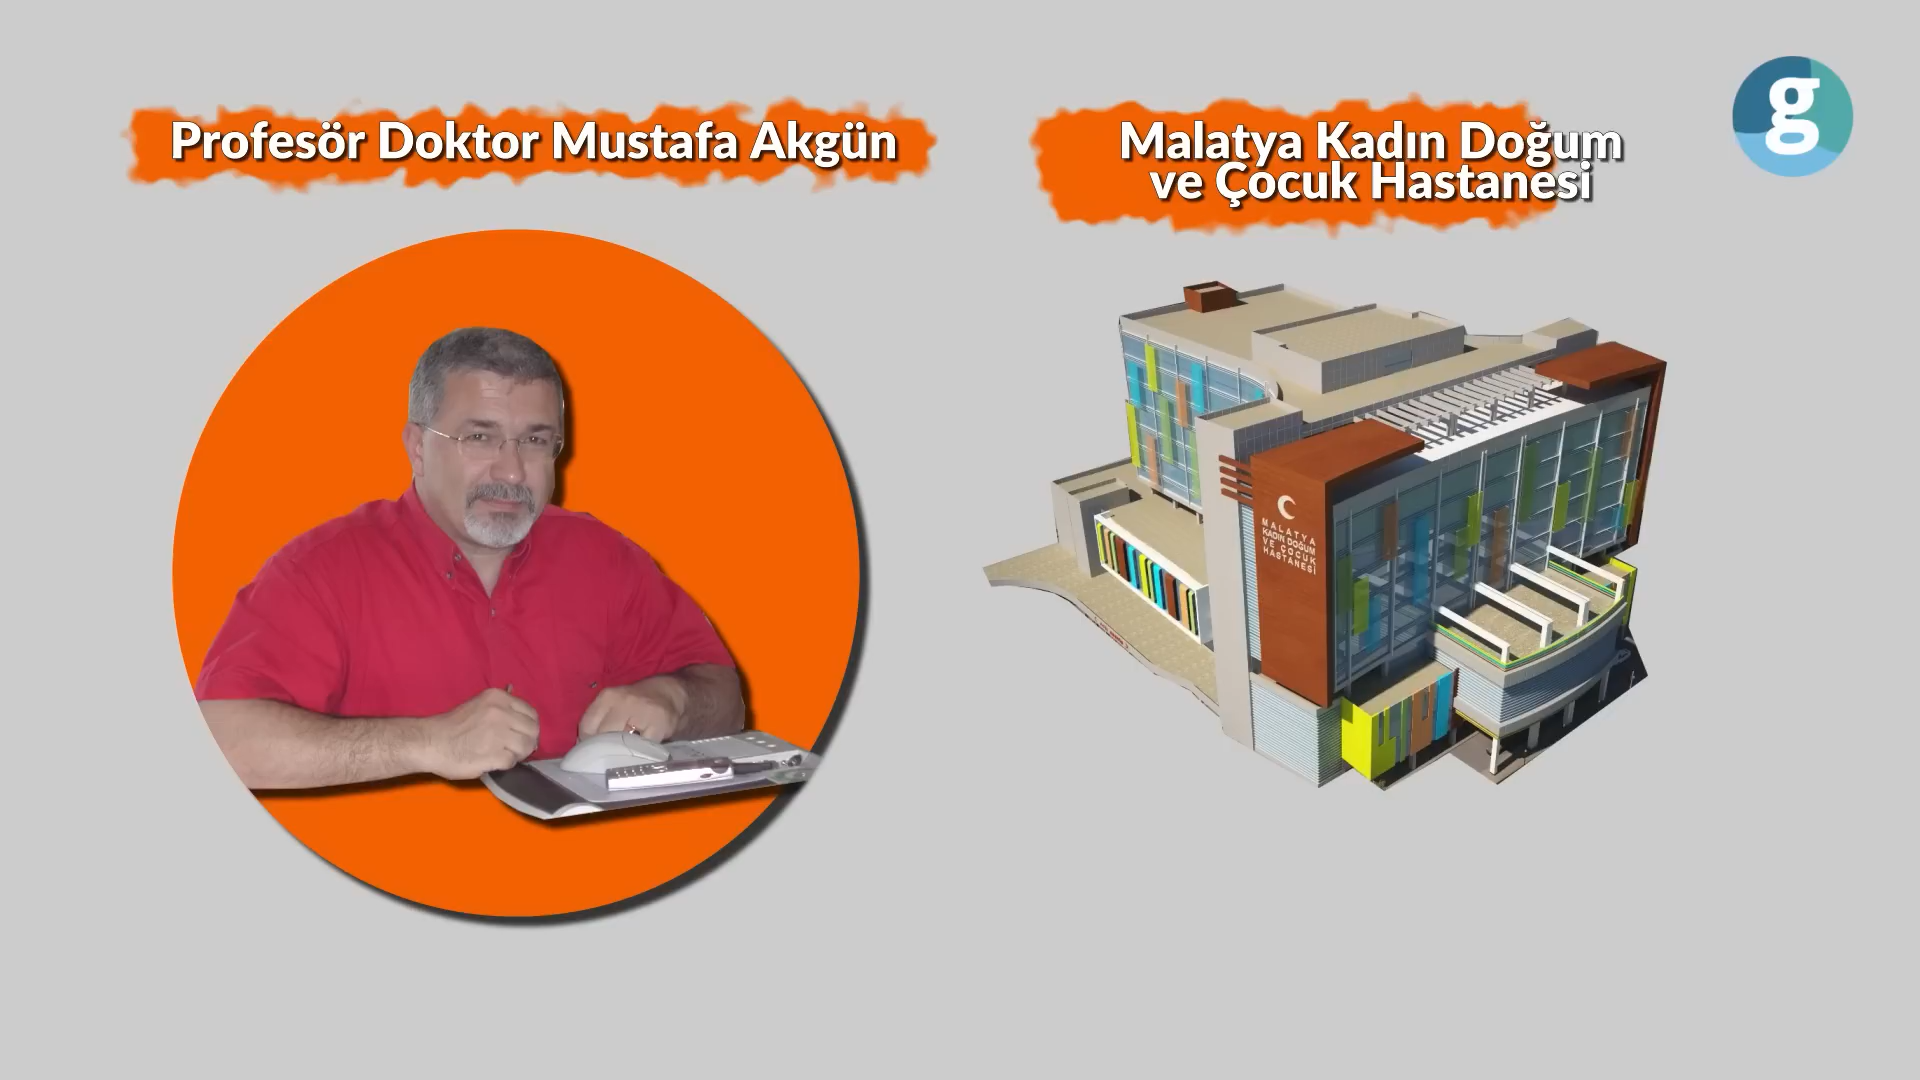 Profesör Doktor Mustafa Akgün
Malatya Kadın Doğum
ve Çocuk Hastanesi
g
MALATYA
KADIN DOĞUM
VE ÇOCUK
HASTANESİ